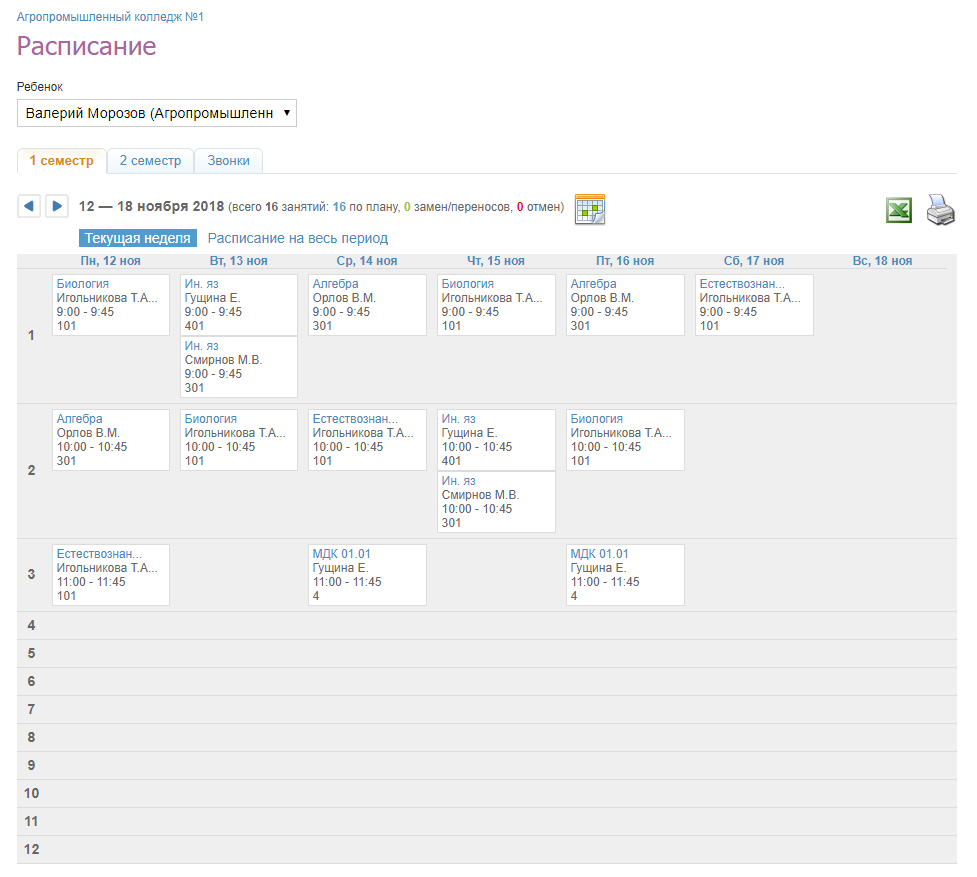 Агропромышленный колледж №1
Расписание
Ребенок
Валерий Морозов (Агропромышленн
1 семестр 2 семестр Звонки
12 — 18 ноября 2018 (всего 16 занятий: 16 по плану, 0 замен/переносов, 0 отмен)
Текущая неделя Расписание на весь период
Пн, 12 ноя Вт, 13 ноя Ср, 14 ноя Чт, 15 ноя Пт, 16 ноя Сб, 17 ноя Вс, 18 ноя
1
Биология
Игольникова Т.А...
9:00 - 9:45
101
Ин. яз
Гущина Е.
9:00 - 9:45
401
Ин. яз
Смирнов М.В.
9:00 - 9:45
301
Алгебра
Орлов В.М.
9:00 - 9:45
301
Биология
Игольникова Т.А...
9:00 - 9:45
101
Алгебра
Орлов В.М.
9:00 - 9:45
301
Естествознан...
Игольникова Т.А...
9:00 - 9:45
101
2
Алгебра
Орлов В.М.
10:00 - 10:45
301
Биология
Игольникова Т.А...
10:00 - 10:45
101
Естествознан...
Игольникова Т.А...
10:00 - 10:45
101
Ин. яз
Гущина Е.
10:00 - 10:45
401
Ин. яз
Смирнов М.В.
10:00 - 10:45
301
Биология
Игольникова Т.А...
10:00 - 10:45
101
3
Естествознан...
Игольникова Т.А...
11:00 - 11:45
101
МДК 01.01
Гущина Е.
11:00 - 11:45
4
МДК 01.01
Гущина Е.
11:00 - 11:45
4
4
5
6
7
8
9
10
11
12